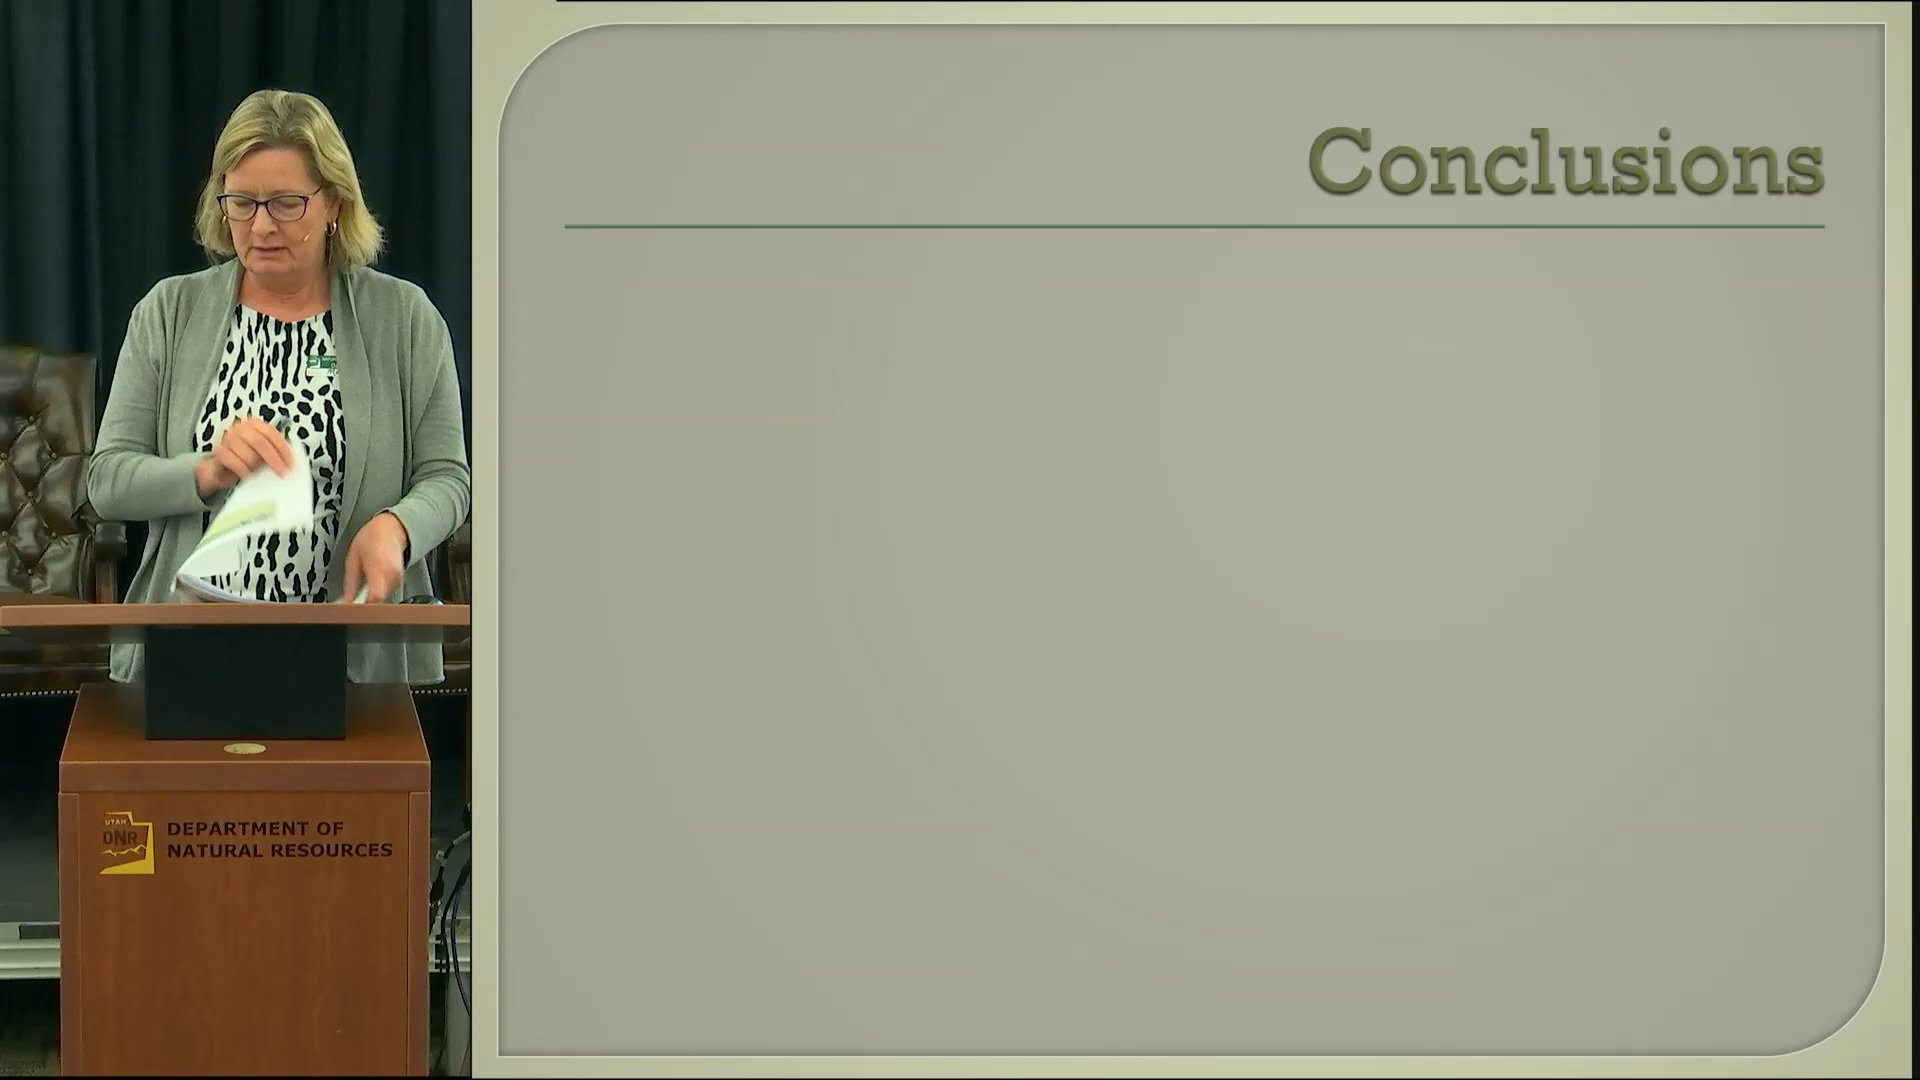 Conclusions
UTAH
DNR
DEPARTMENT OF
NATURAL RESOURCES